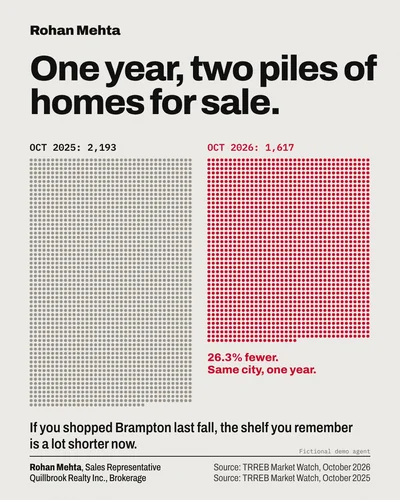 Rohan Mehta
One year, two piles of
homes for sale.
OCT 2025: 2,193
OCT 2026: 1,617
26.3% fewer.
Same city, one year.
If you shopped Brampton last fall, the shelf you remember
is a lot shorter now.
Fictional demo agent
Rohan Mehta, Sales Representative
Quillbrook Realty Inc., Brokerage
Source: TRREB Market Watch, October 2026
Source: TRREB Market Watch, October 2025